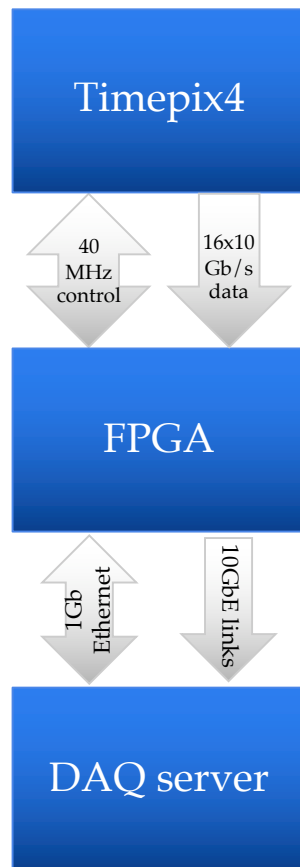 Timepix4
40
MHz
control
16x10
Gb/s
data
FPGA
1Gb
Ethernet
10GbE links
DAQ server